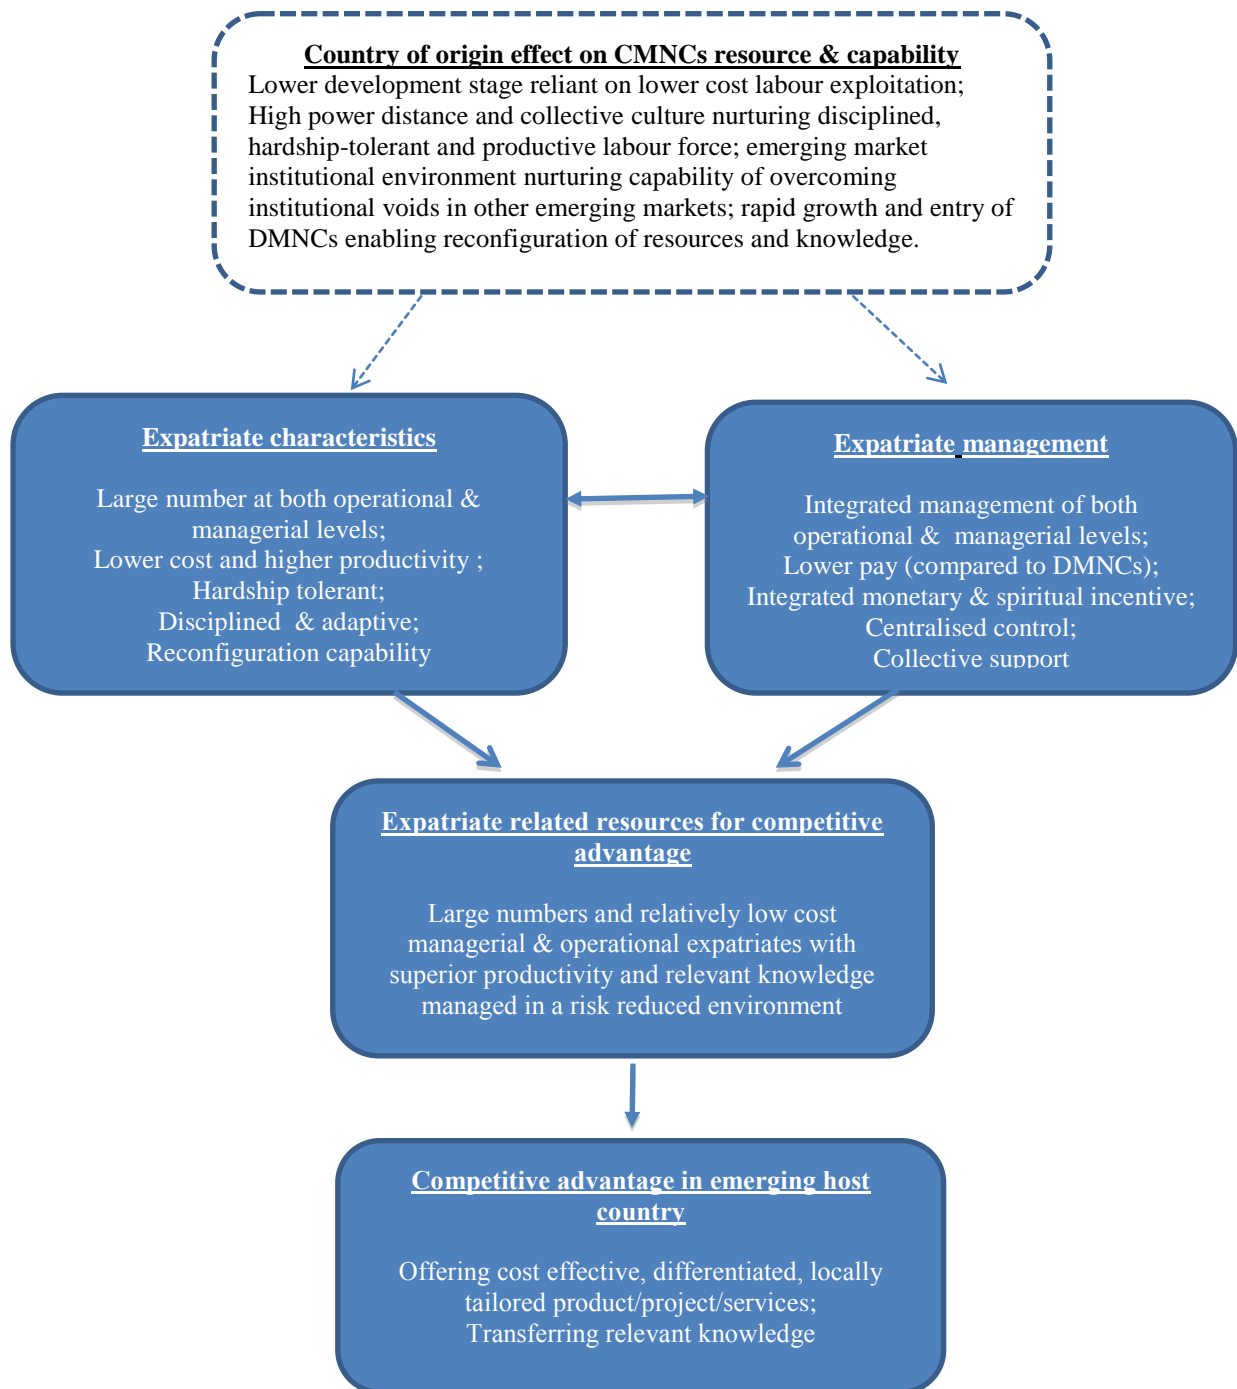 Country of origin effect on CMNCs resource & capability
Lower development stage reliant on lower cost labour exploitation;
High power distance and collective culture nurturing disciplined,
hardship-tolerant and productive labour force; emerging market
institutional environment nurturing capability of overcoming
institutional voids in other emerging markets; rapid growth and entry of
DMNCs enabling reconfiguration of resources and knowledge.
Expatriate characteristics
Large number at both operational &
managerial levels;
Lower cost and higher productivity ;
Hardship tolerant;
Disciplined & adaptive;
Reconfiguration capability
Expatriate management
Integrated management of both
operational & managerial levels;
Lower pay (compared to DMNCs);
Integrated monetary & spiritual incentive;
Centralised control;
Collective support
Expatriate related resources for competitive
advantage
Large numbers and relatively low cost
managerial & operational expatriates with
superior productivity and relevant knowledge
managed in a risk reduced environment
Competitive advantage in emerging host
country
Offering cost effective, differentiated, locally
tailored product/project/services;
Transferring relevant knowledge